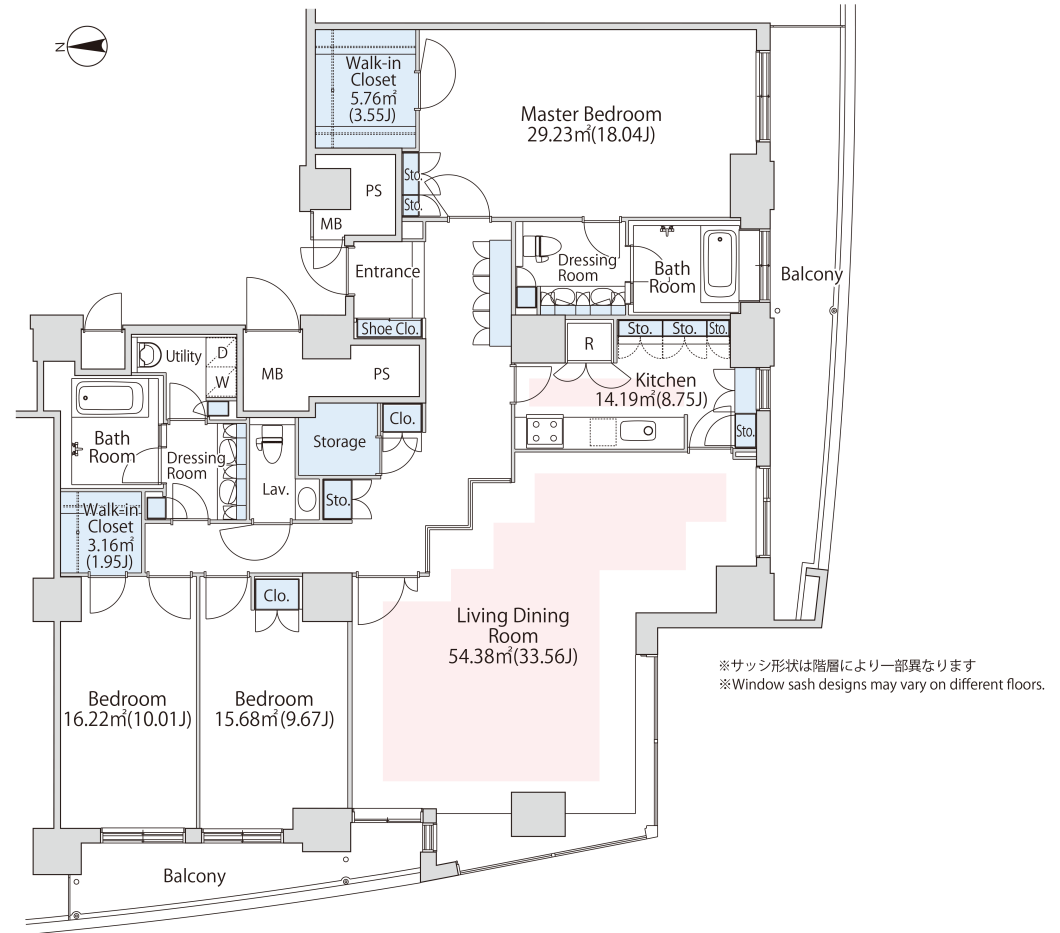 N
Walk-in
Closet
5.76㎡
(3.55J)
Master Bedroom
29.23㎡(18.04J)
Sto.
Sto.
PS
MB
Entrance
Dressing
Room
Bath
Room
Balcony
Shoe Clo.
Utility
D
W
MB
PS
R
Sto.
Sto.
Sto.
Kitchen
14.19㎡(8.75J)
Sto.
Bath
Room
Dressing
Room
Lav.
Storage
Clo.
Sto.
Walk-in
Closet
3.16㎡
(1.95J)
Clo.
Living Dining
Room
54.38㎡(33.56J)
Bedroom
16.22㎡(10.01J)
Bedroom
15.68㎡(9.67J)
※サッシ形状は階層により一部異なります
※Window sash designs may vary on different floors.
Balcony